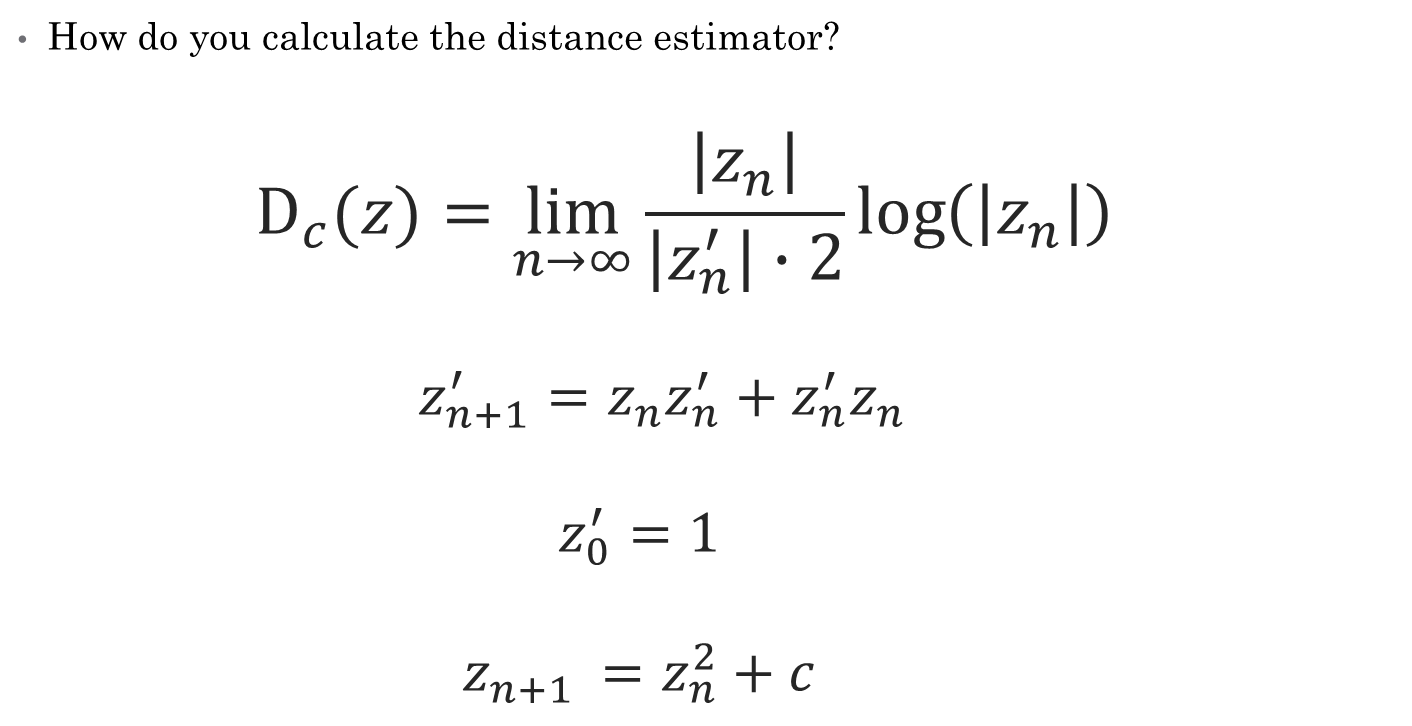 • How do you calculate the distance estimator?
D_c(z) = lim_{n→∞} |z_n| / (|z′_n| · 2) log(|z_n|)
z′_{n+1} = z_n z′_n + z′_n z_n
z′_0 = 1
z_{n+1} = z_n^2 + c